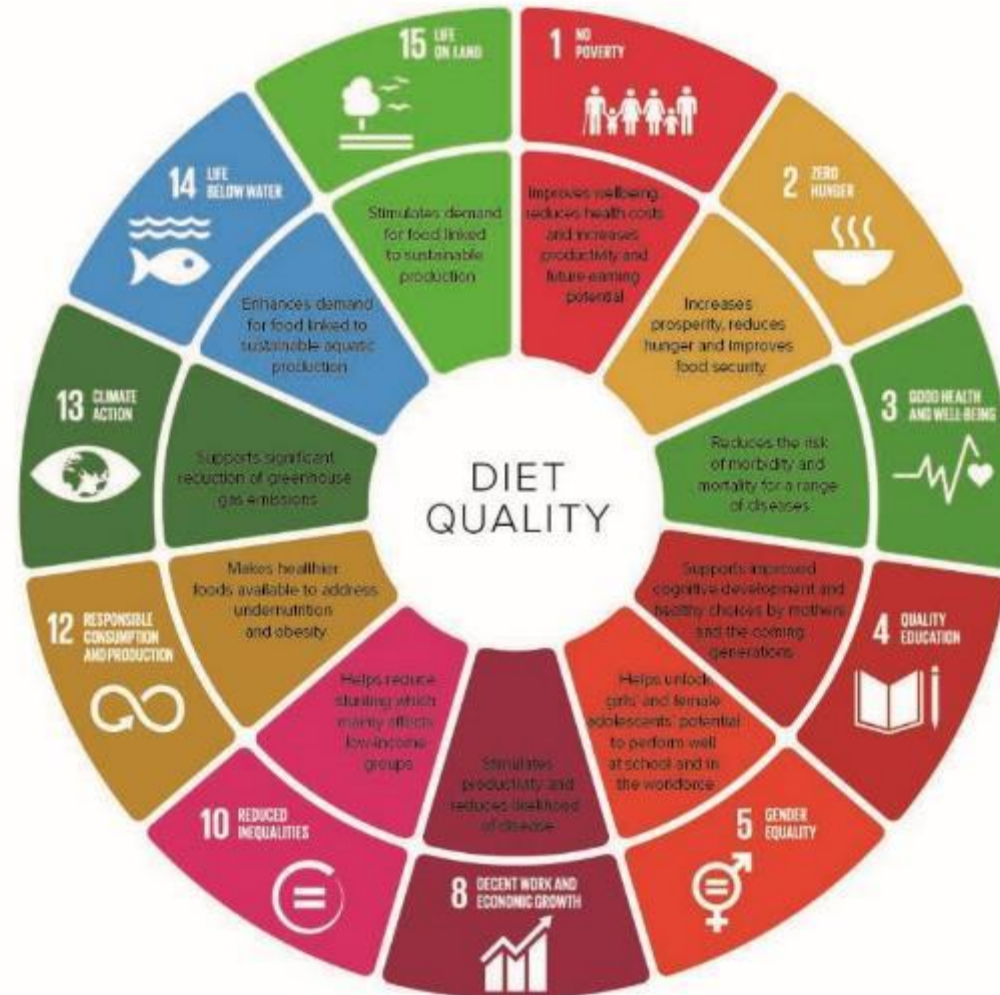 DIET
QUALITY
1 NO
POVERTY
Improves wellbeing,
reduces health costs
and increases
productivity and
future earning
potential
2 ZERO
HUNGER
Increases
prosperity, reduces
hunger and improves
food security
3 GOOD HEALTH
AND WELL-BEING
Reduces the risk
of morbidity and
mortality for a range
of diseases
4 QUALITY
EDUCATION
Supports improved
cognitive development and
healthy choices by mothers
and the coming
generations
5 GENDER
EQUALITY
Helps unlock
girls' and female
adolescents' potential
to perform well
at school and in
the workforce
8 DECENT WORK AND
ECONOMIC GROWTH
Stimulates
productivity and
reduces likelihood
of disease
10 REDUCED
INEQUALITIES
Helps reduce
stunting which
mainly affects
low-income
groups
12 RESPONSIBLE
CONSUMPTION
AND PRODUCTION
Makes healthier
foods available to address
undernutrition
and obesity
13 CLIMATE
ACTION
Supports significant
reduction of greenhouse
gas emissions
14 LIFE
BELOW WATER
Enhances demand
for food linked to
sustainable aquatic
production
15 LIFE
ON LAND
Stimulates demand
for food linked
to sustainable
production